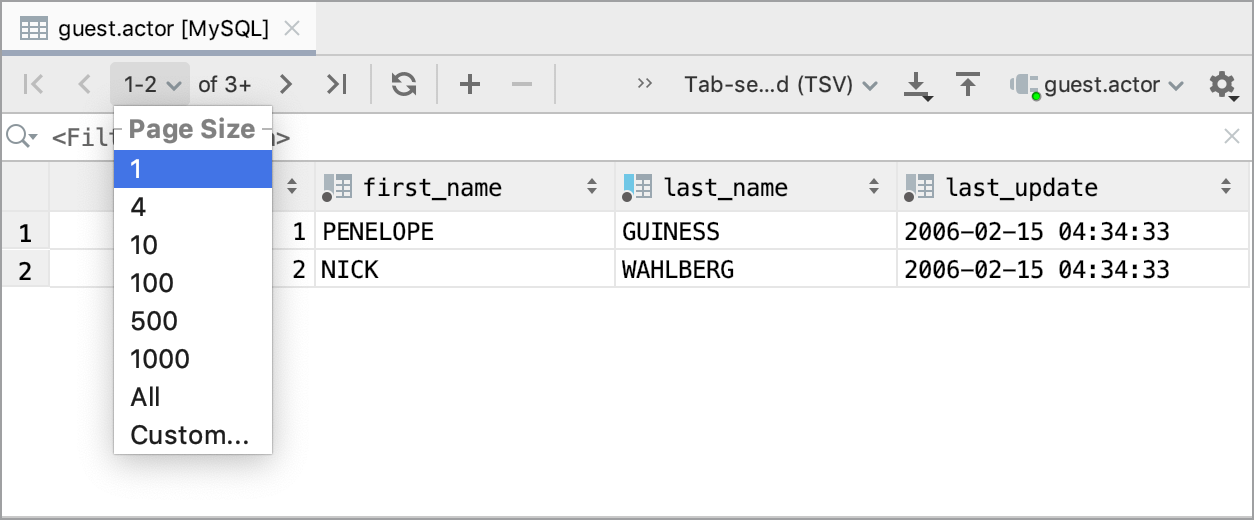 guest.actor [MySQL]
1-2 of 3+ Tab-se...d (TSV) guest.actor
Page Size
<Filt >
1
4
10
100
500
1000
All
Custom...
first_name last_name last_update
1 1 PENELOPE GUINESS 2006-02-15 04:34:33
2 2 NICK WAHLBERG 2006-02-15 04:34:33